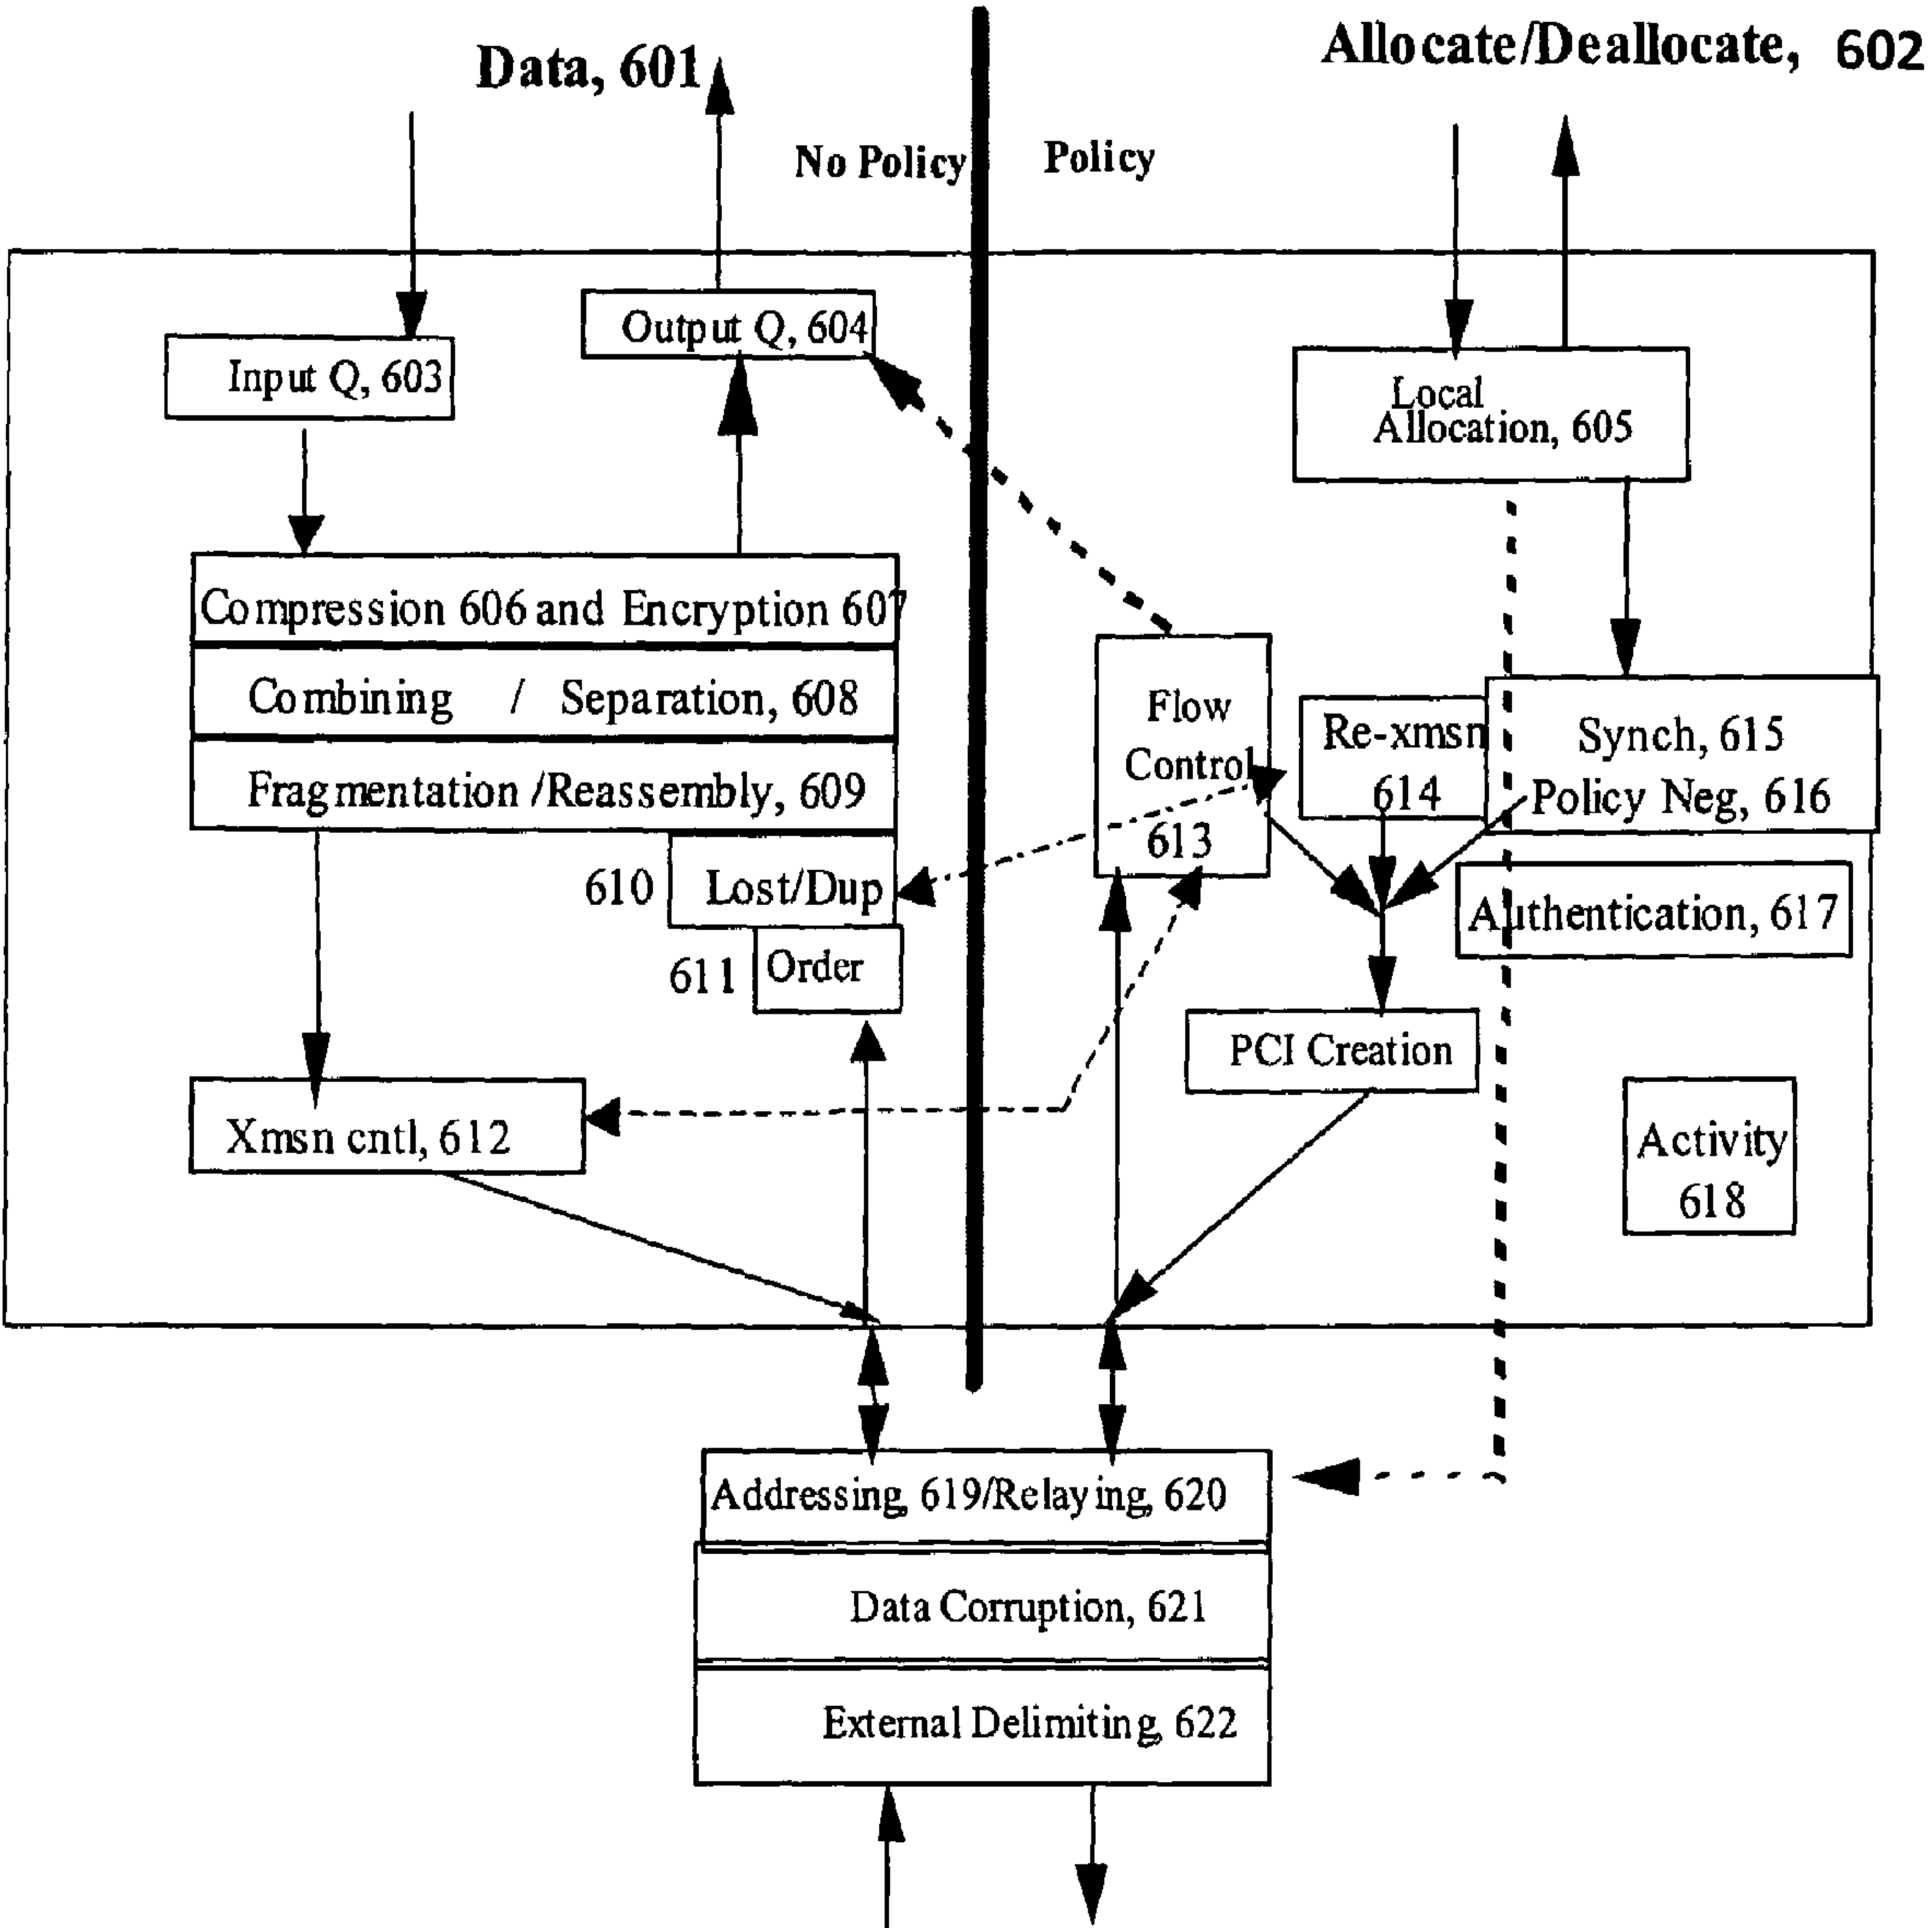 Data, 601
Allocate/Deallocate, 602
No Policy
Policy
Output Q, 604
Input Q, 603
Local
Allocation, 605
Compression 606 and Encryption 607
Combining / Separation, 608
Fragmentation /Reassembly, 609
610
Lost/Dup
611
Order
Xmsn cntl, 612
Flow
Control
613
Re-xmsn
614
Synch, 615
Policy Neg, 616
Authentication, 617
PCI Creation
Activity
618
Addressing, 619/Relaying, 620
Data Corruption, 621
External Delimiting, 622